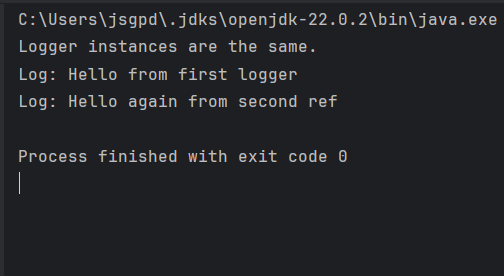 C:\Users\jsgpd\.jdks\openjdk-22.0.2\bin\java.exe
Logger instances are the same.
Log: Hello from first logger
Log: Hello again from second ref
Process finished with exit code 0